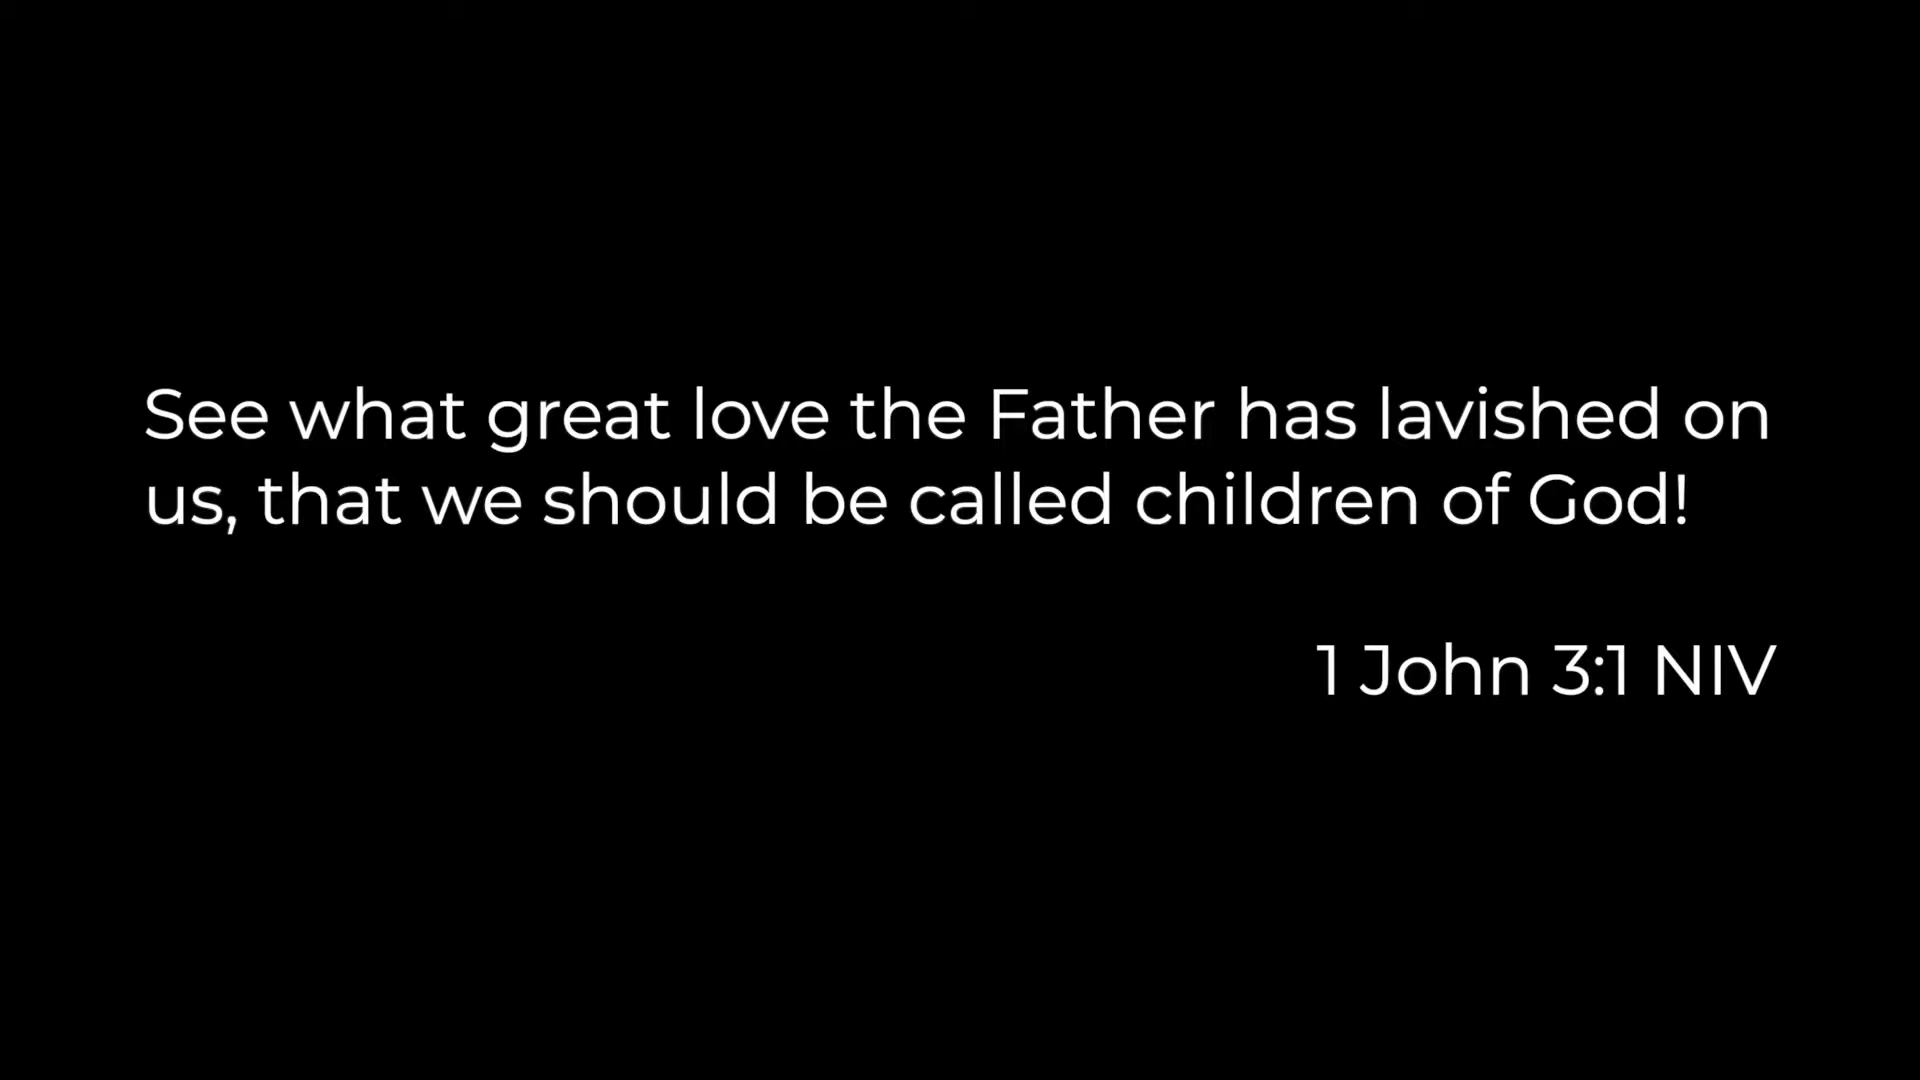 See what great love the Father has lavished on
us, that we should be called children of God!
1 John 3:1 NIV